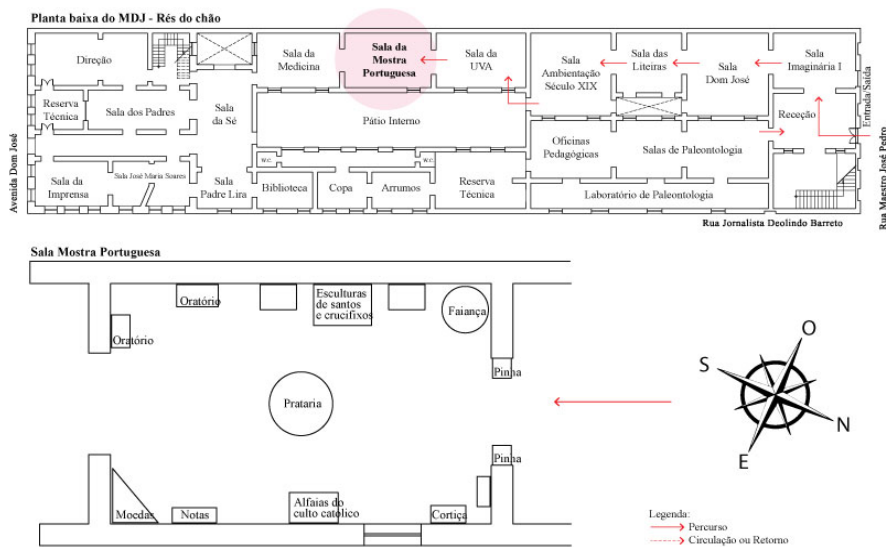 Planta baixa do MDJ - Rés do chão
Direção
Sala da
Medicina
Sala da
Mostra
Portuguesa
Sala da
UVA
Sala
Ambientação
Século XIX
Sala das
Liteiras
Sala
Dom José
Sala
Imaginária I
Reserva
Técnica
Sala dos Padres
Sala
da Sé
Pátio Interno
Receção
Entrada/Saída
Oficinas
Pedagógicas
Salas de Paleontologia
W.C.
W.C.
Sala da
Imprensa
Sala José Maria Soares
Sala
Padre Lira
Biblioteca
Copa
Arrumos
Reserva
Técnica
Laboratório de Paleontologia
Avenida Dom José
Rua Maestro José Pedro
Rua Jornalista Deolindo Barreto
Sala Mostra Portuguesa
Oratório
Oratório
Esculturas
de santos
e crucifixos
Faiança
Pinha
Prataria
Pinha
Moedas
Notas
Alfaias do
culto católico
Cortiça
O
S
N
E
Legenda:
Percurso
Circulação ou Retorno